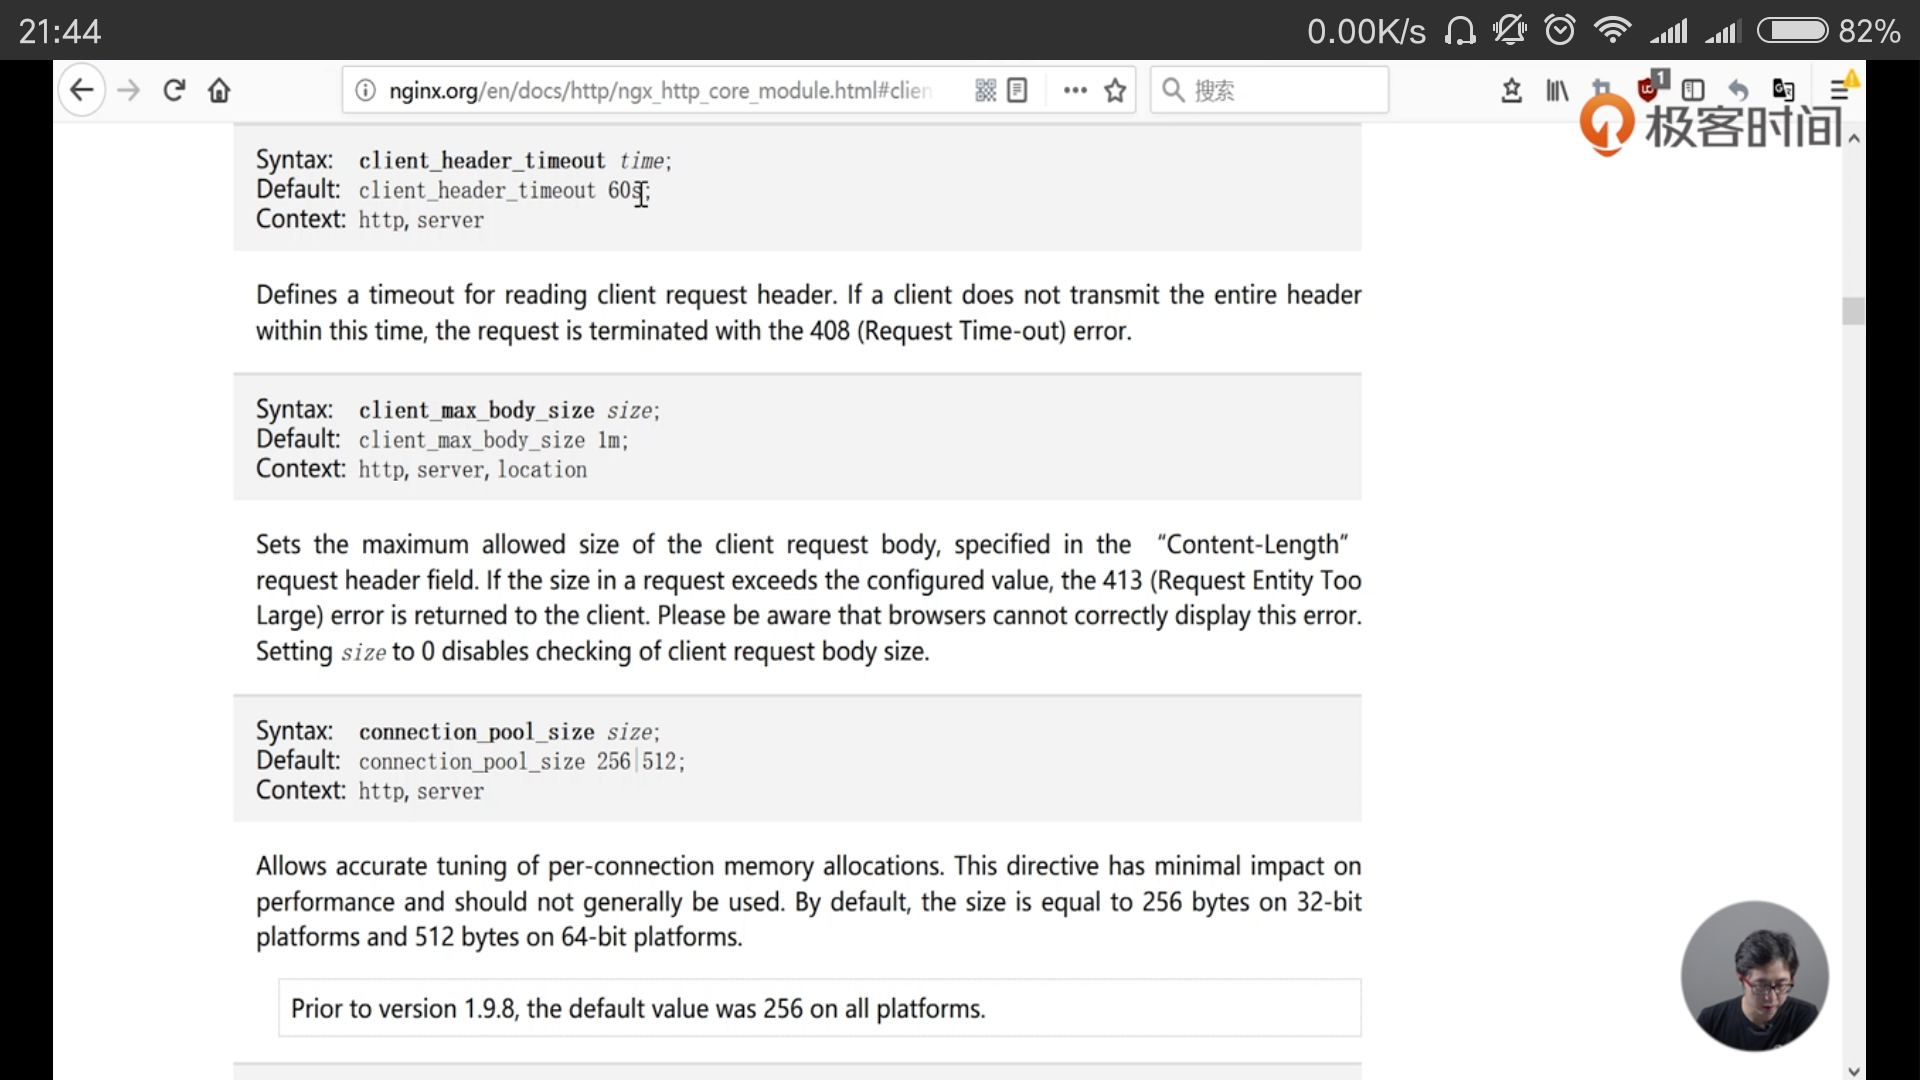 21:44
0.00K/s
82%
nginx.org/en/docs/http/ngx_http_core_module.html#clien
搜索
1
极客时间
Syntax: client_header_timeout time;
Default: client_header_timeout 60s;
Context: http, server
Defines a timeout for reading client request header. If a client does not transmit the entire header
within this time, the request is terminated with the 408 (Request Time-out) error.
Syntax: client_max_body_size size;
Default: client_max_body_size 1m;
Context: http, server, location
Sets the maximum allowed size of the client request body, specified in the “Content-Length”
request header field. If the size in a request exceeds the configured value, the 413 (Request Entity Too
Large) error is returned to the client. Please be aware that browsers cannot correctly display this error.
Setting size to 0 disables checking of client request body size.
Syntax: connection_pool_size size;
Default: connection_pool_size 256|512;
Context: http, server
Allows accurate tuning of per-connection memory allocations. This directive has minimal impact on
performance and should not generally be used. By default, the size is equal to 256 bytes on 32-bit
platforms and 512 bytes on 64-bit platforms.
Prior to version 1.9.8, the default value was 256 on all platforms.